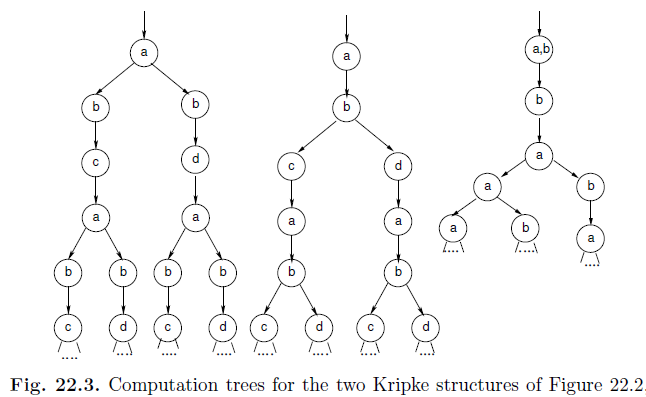 a a a,b
b b b b
c d c d a
a a a a a b
b b b b b b a b a
c d c d c d c d
.... .... .... .... .... .... .... .... .... .... ....
Fig. 22.3. Computation trees for the two Kripke structures of Figure 22.2.